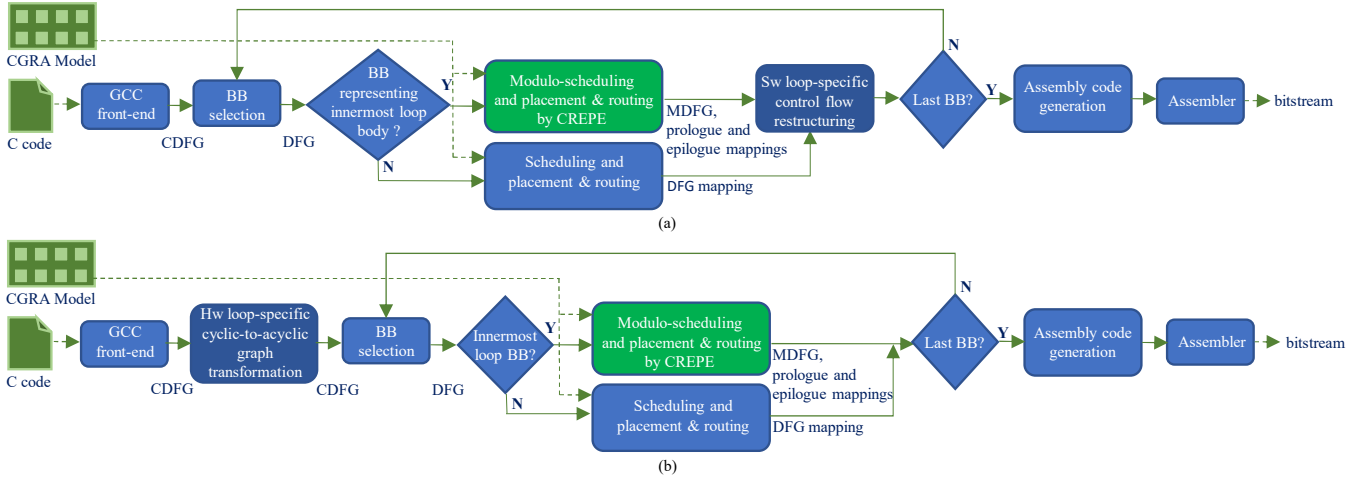 CGRA Model
C code
GCC
front-end
CDFG
BB
selection
DFG
BB
representing
innermost loop
body ?
Y
N
Modulo-scheduling
and placement & routing
by CREPE
MDFG,
prologue and
epilogue mappings
Scheduling and
placement & routing
DFG mapping
Sw loop-specific
control flow
restructuring
Last BB?
N
Y
Assembly code
generation
Assembler
bitstream
(a)
CGRA Model
C code
GCC
front-end
CDFG
Hw loop-specific
cyclic-to-acyclic
graph
transformation
CDFG
BB
selection
DFG
Innermost
loop BB?
Y
N
Modulo-scheduling
and placement & routing
by CREPE
MDFG,
prologue and
epilogue mappings
Scheduling and
placement & routing
DFG mapping
Last BB?
N
Y
Assembly code
generation
Assembler
bitstream
(b)